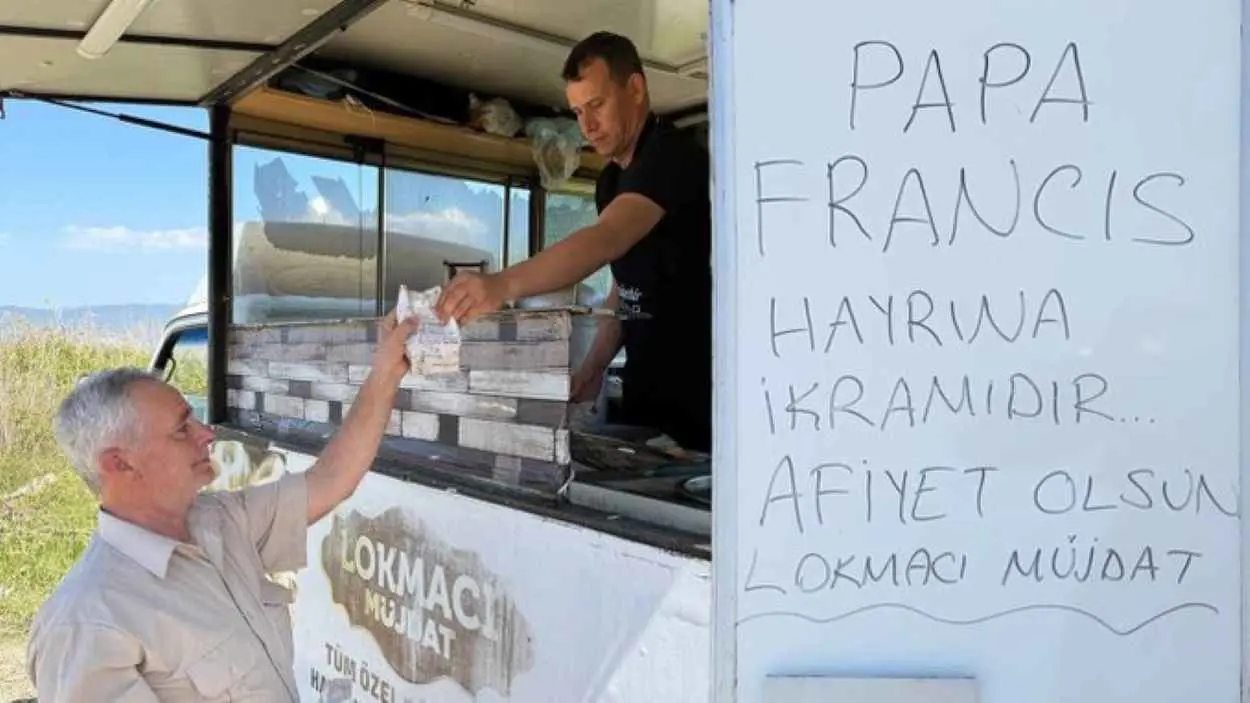 LOKMACI
MÜJDAT
TÜM ÖZEL
PAPA
FRANCIS
HAYRINA
İKRAMIDIR...
AFİYET OLSUN
LOKMACI MÜJDAT